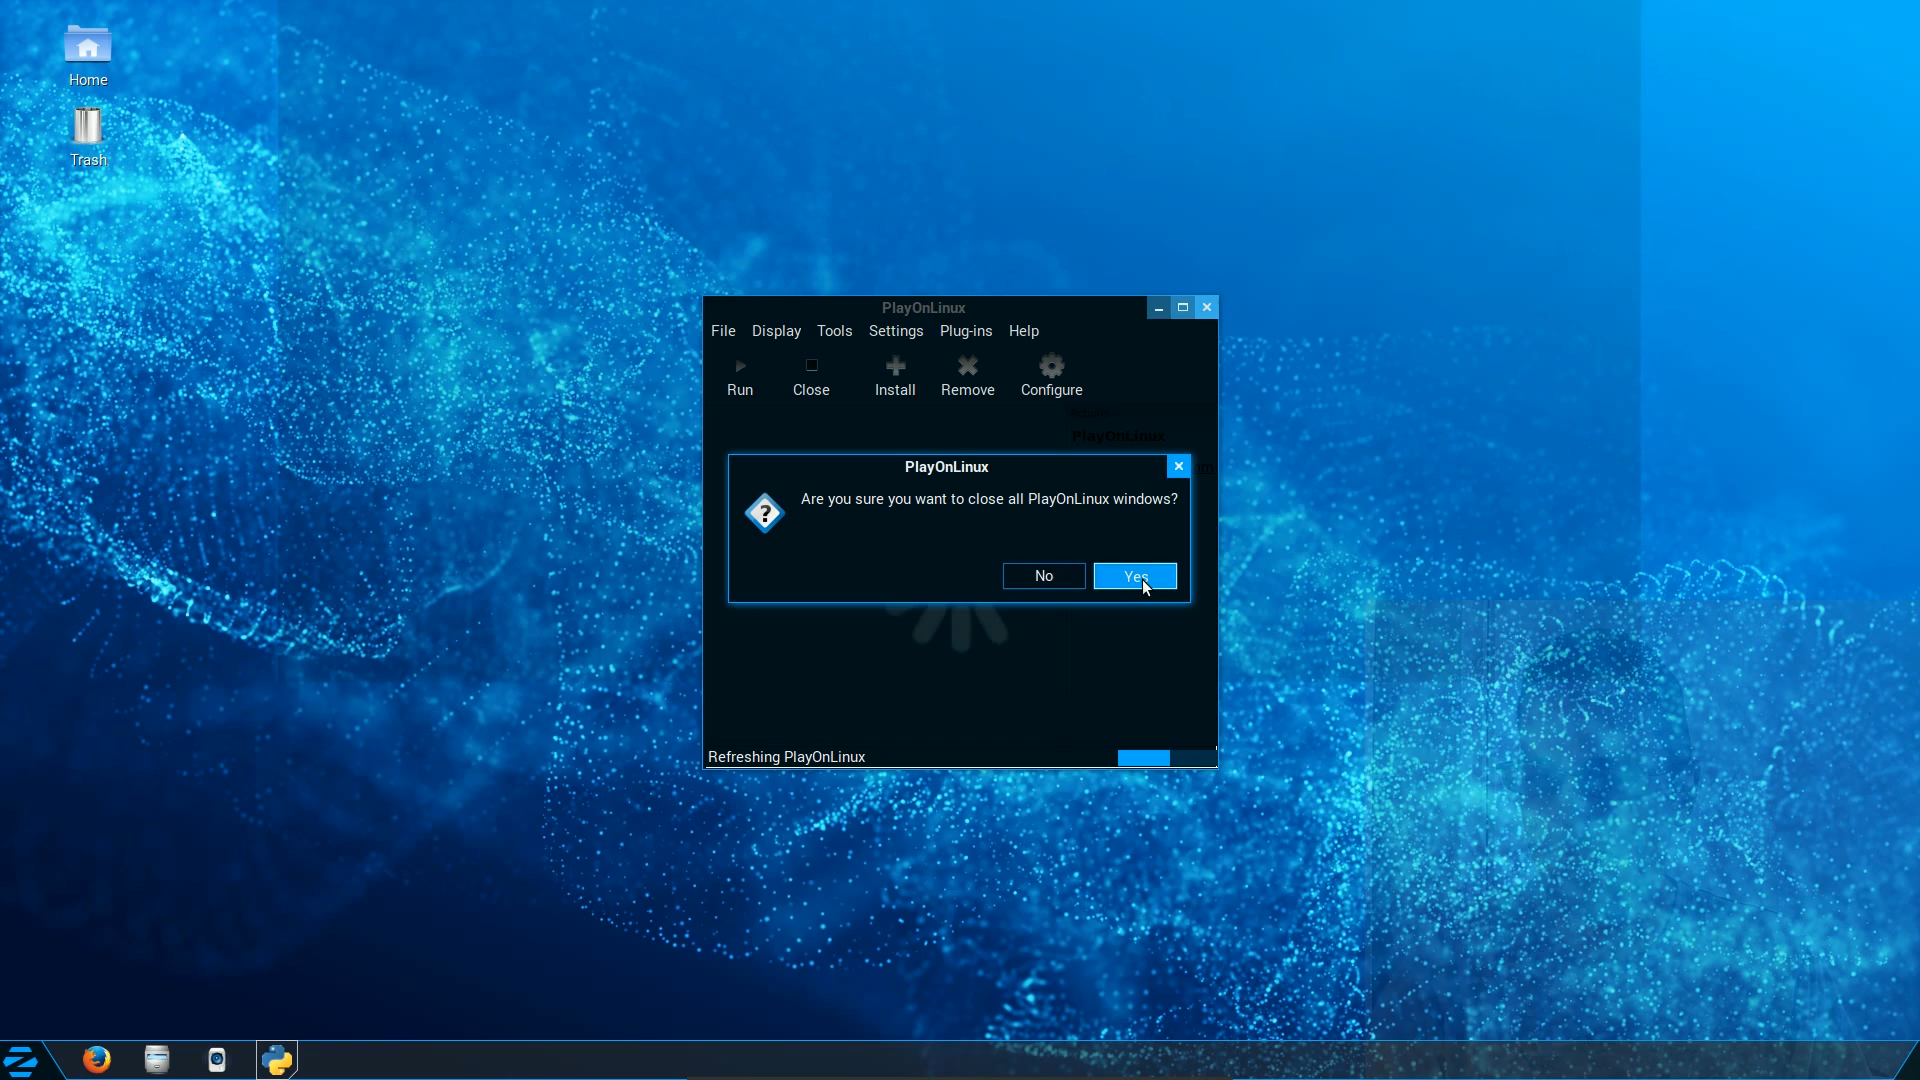 Home
Trash
PlayOnLinux
File Display Tools Settings Plug-ins Help
Run Close Install Remove Configure
PlayOnLinux
PlayOnLinux
Are you sure you want to close all PlayOnLinux windows?
No Yes
Refreshing PlayOnLinux